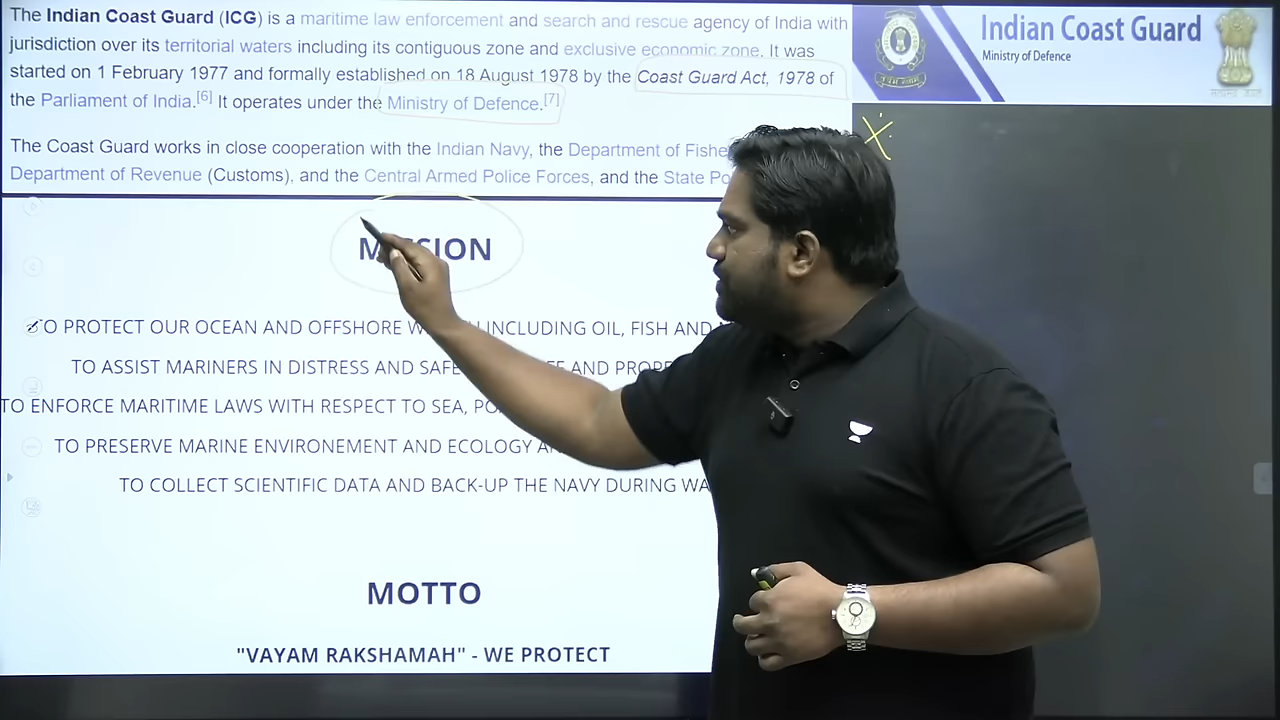 The Indian Coast Guard (ICG) is a maritime law enforcement and search and rescue agency of India with
jurisdiction over its territorial waters including its contiguous zone and exclusive economic zone. It was
started on 1 February 1977 and formally established on 18 August 1978 by the Coast Guard Act, 1978 of
the Parliament of India.[6] It operates under the Ministry of Defence.[7]
The Coast Guard works in close cooperation with the Indian Navy, the Department of
Department of Revenue (Customs), and the Central Armed Police Forces, and the State
Indian Coast Guard
Ministry of Defence
MISSION
TO PROTECT OUR OCEAN AND OFFSHORE INCLUDING OIL, FISH AND
TO ASSIST MARINERS IN DISTRESS AND AND
TO ENFORCE MARITIME LAWS WITH RESPECT TO SEA,
TO PRESERVE MARINE ENVIRONEMENT AND ECOLOGY
TO COLLECT SCIENTIFIC DATA AND BACK-UP THE NAVY DURING
MOTTO
"VAYAM RAKSHAMAH" - WE PROTECT